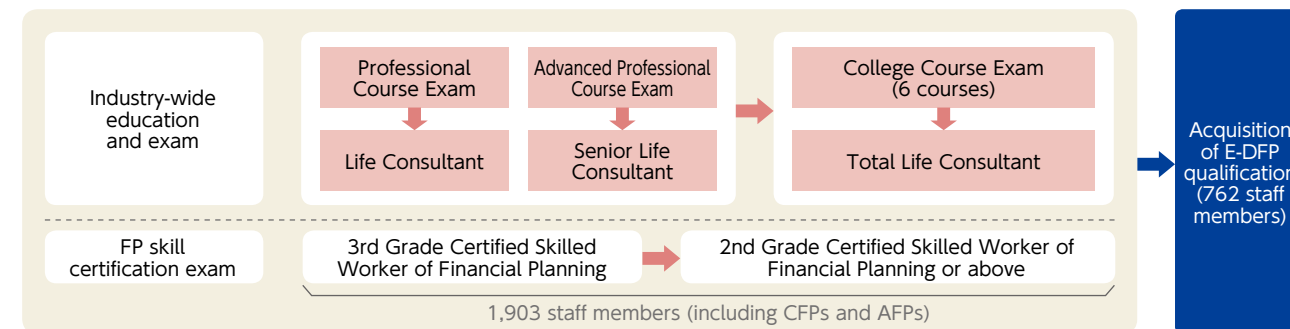 Industry-wide
education
and exam
Professional
Course Exam
Life Consultant
Advanced Professional
Course Exam
Senior Life
Consultant
College Course Exam
(6 courses)
Total Life Consultant
FP skill
certification exam
3rd Grade Certified Skilled
Worker of Financial Planning
2nd Grade Certified Skilled Worker of
Financial Planning or above
1,903 staff members (including CFPs and AFPs)
Acquisition
of E-DFP
qualification
(762 staff
members)